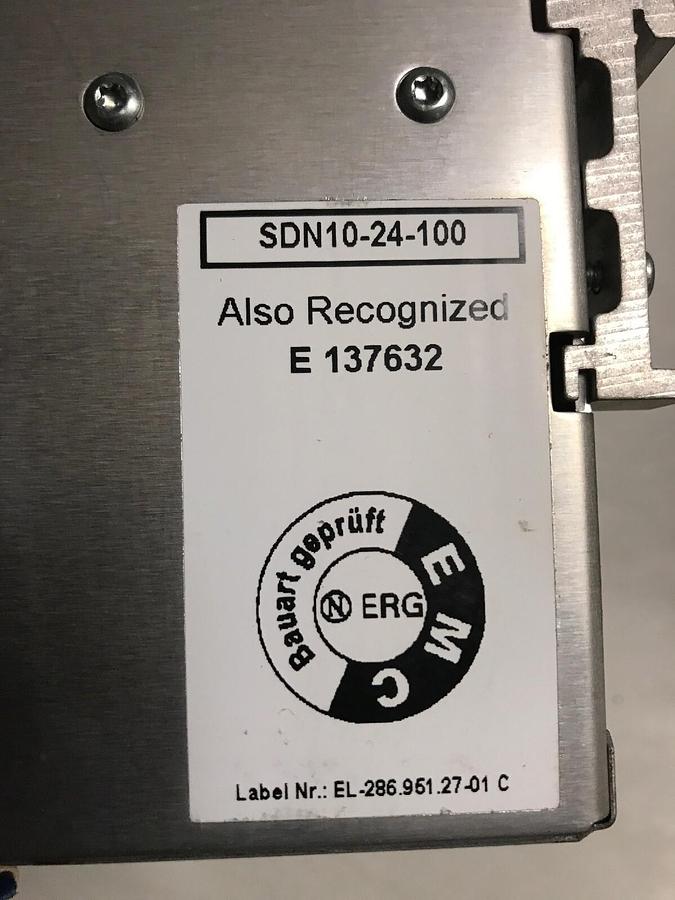 SDN10-24-100
Also Recognized
E 137632
Bauart geprüft
EMC
N ERG
Label Nr.: EL-286.951.27-01 C